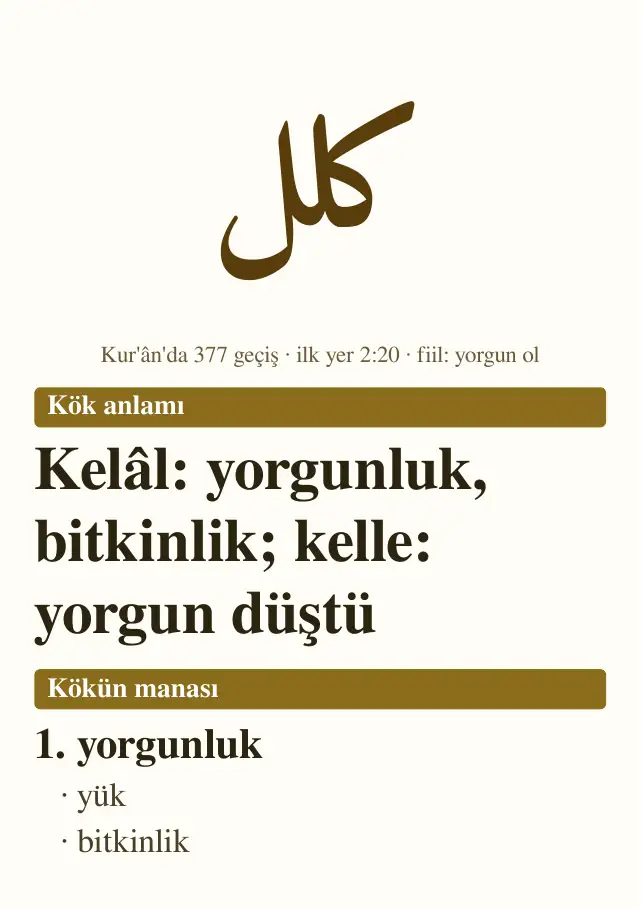 كلل
Kur'ân'da 377 geçiş · ilk yer 2:20 · fiil: yorgun ol
Kök anlamı
Kelâl: yorgunluk,
bitkinlik; kelle:
yorgun düştü
Kökün manası
1. yorgunluk
· yük
· bitkinlik